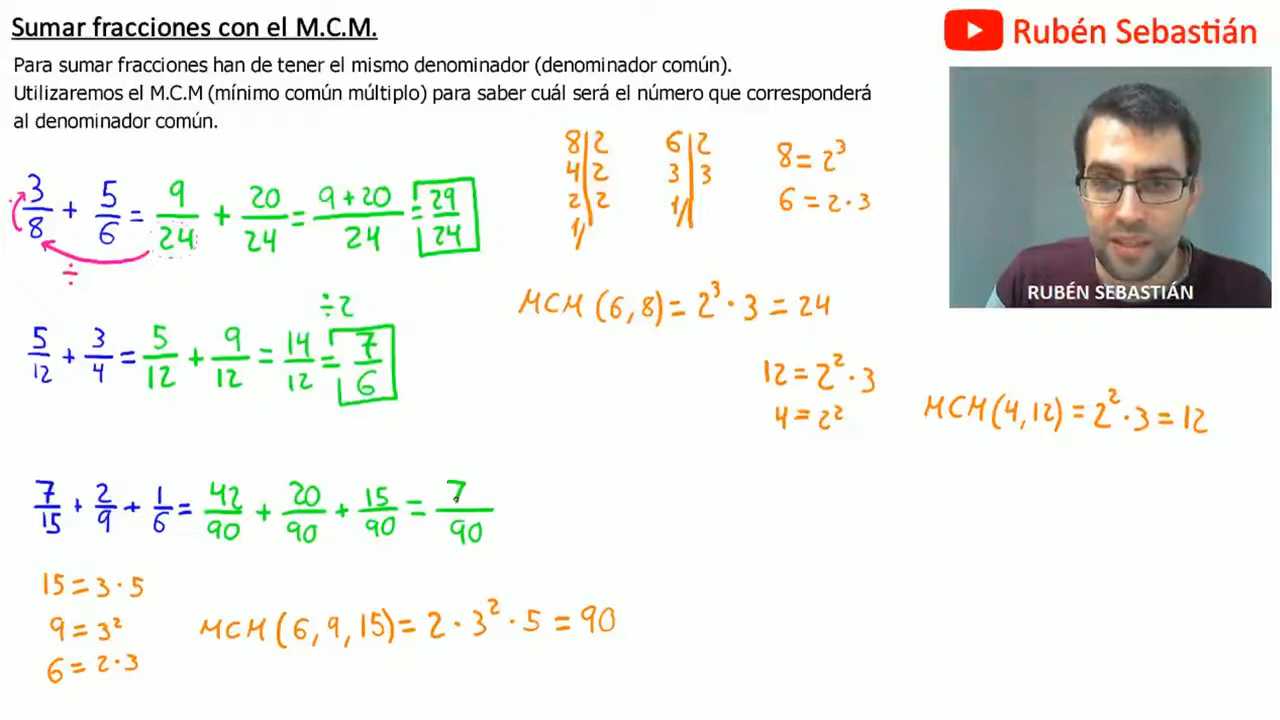 Sumar fracciones con el M.C.M.
Rubén Sebastián
Para sumar fracciones han de tener el mismo denominador (denominador común).
Utilizaremos el M.C.M (mínimo común múltiplo) para saber cuál será el número que corresponderá
al denominador común.
8|2 6|2 8=2³
4|2 3|3 6=2·3
2|2 1/
1/
3/8 + 5/6 = 9/24 + 20/24 = 9+20/24 = 29/24
÷
RUBÉN SEBASTIÁN
MCM (6,8) = 2³·3 = 24
÷2
5/12 + 3/4 = 5/12 + 9/12 = 14/12 = 7/6
12 = 2²·3
4 = 2²
MCM(4,12) = 2²·3 = 12
7/15 + 2/9 + 1/6 = 42/90 + 20/90 + 15/90 = 7/90
15 = 3·5
9 = 3²
6 = 2·3
MCM (6,9,15) = 2·3²·5 = 90